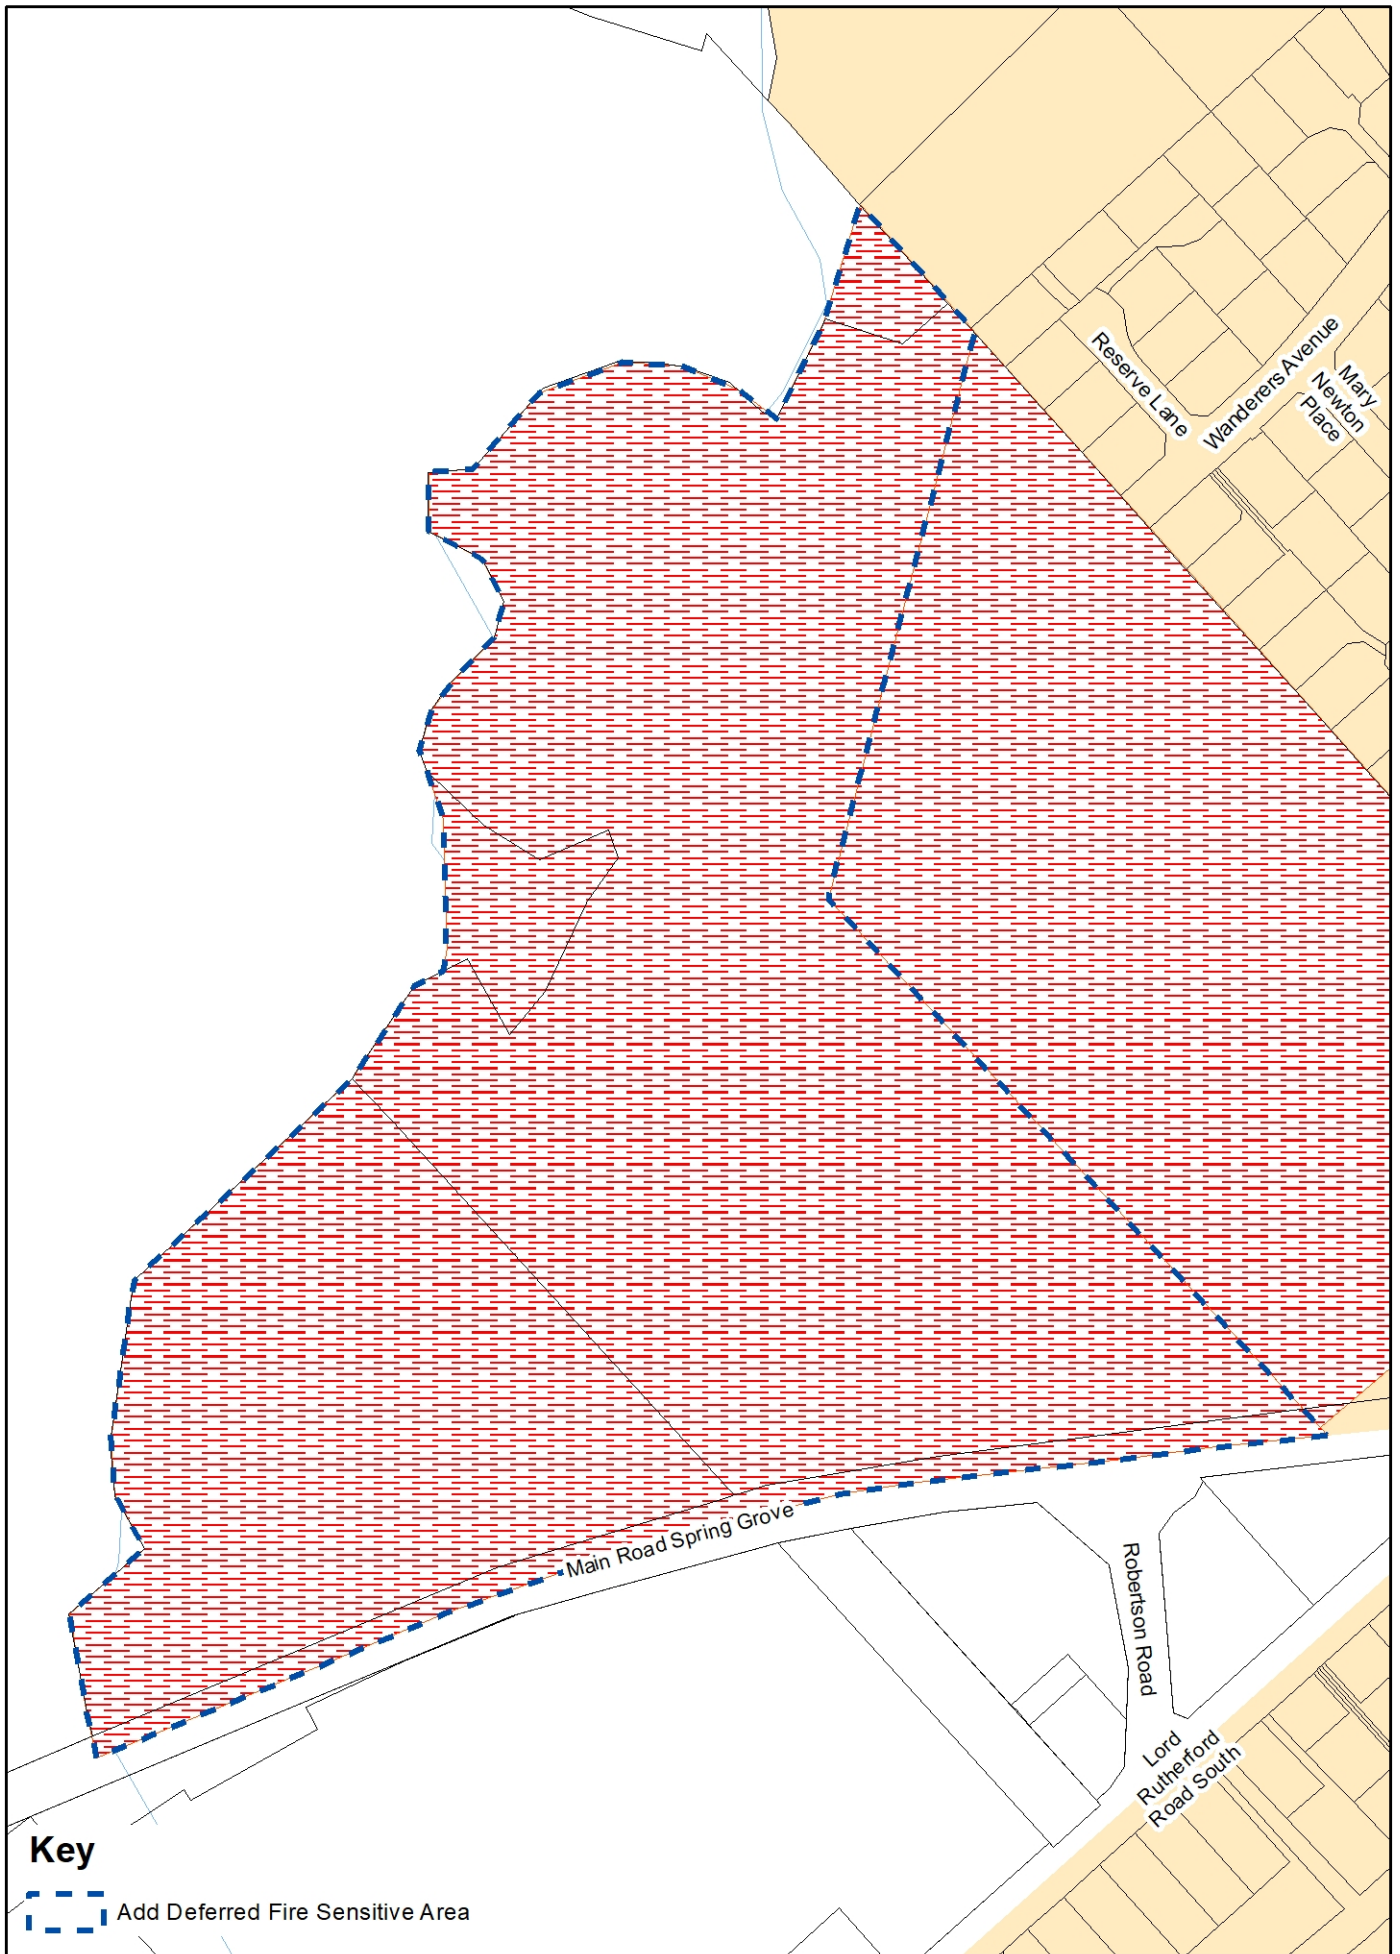 Reserve Lane
Wanderers Avenue
Mary
Newton
Place
Main Road Spring Grove
Robertson Road
Lord
Rutherford
Road South
Key
Add Deferred Fire Sensitive Area